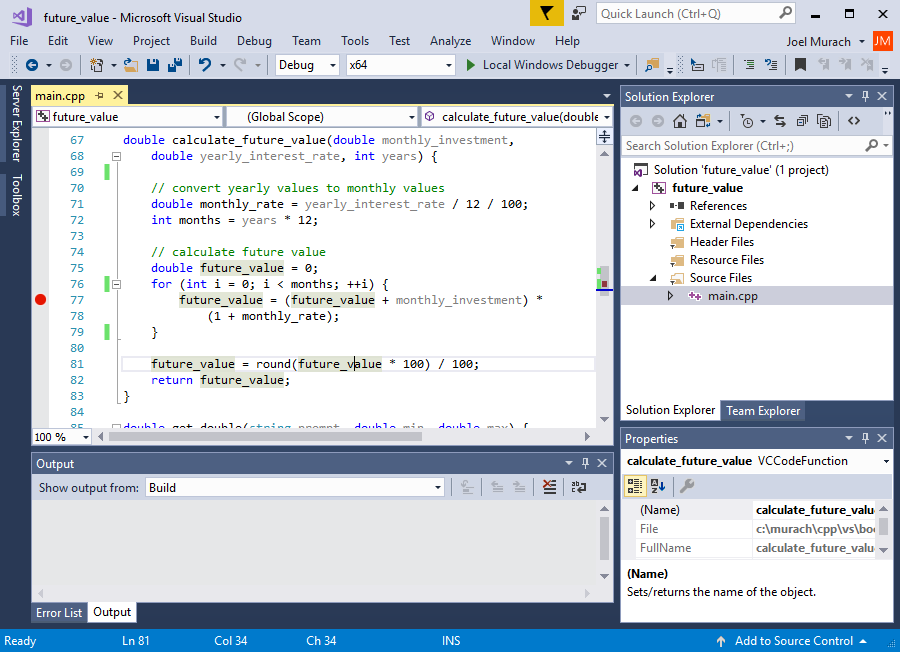 future_value - Microsoft Visual Studio
Quick Launch (Ctrl+Q)
File Edit View Project Build Debug Team Tools Test Analyze Window Help
Joel Murach JM
Debug x64 Local Windows Debugger
Server Explorer
Toolbox
main.cpp
future_value (Global Scope) calculate_future_value(double
67 double calculate_future_value(double monthly_investment,
68 double yearly_interest_rate, int years) {
69
70 // convert yearly values to monthly values
71 double monthly_rate = yearly_interest_rate / 12 / 100;
72 int months = years * 12;
73
74 // calculate future value
75 double future_value = 0;
76 for (int i = 0; i < months; ++i) {
77 future_value = (future_value + monthly_investment) *
78 (1 + monthly_rate);
79 }
80
81 future_value = round(future_value * 100) / 100;
82 return future_value;
83 }
84
85 double get_double(string prompt, double min, double max) {
100 %
Output
Show output from: Build
Error List Output
Solution Explorer
Search Solution Explorer (Ctrl+;)
Solution 'future_value' (1 project)
future_value
References
External Dependencies
Header Files
Resource Files
Source Files
main.cpp
Solution Explorer Team Explorer
Properties
calculate_future_value VCCodeFunction
(Name) calculate_future_valu
File c:\murach\cpp\vs\boo
FullName calculate_future_valu
(Name)
Sets/returns the name of the object.
Ready Ln 81 Col 34 Ch 34 INS Add to Source Control